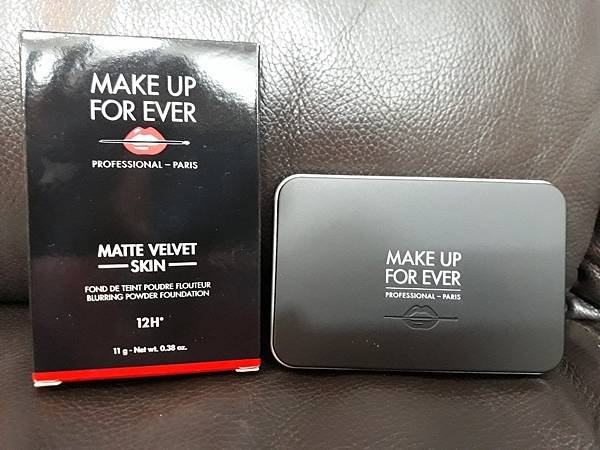 MAKE UP
FOR EVER
PROFESSIONAL – PARIS
MATTE VELVET
SKIN
FOND DE TEINT POUDRE FLOUTEUR
BLURRING POWDER FOUNDATION
12H*
11 g - Net wt. 0.38 oz.
MAKE UP
FOR EVER
PROFESSIONAL – PARIS